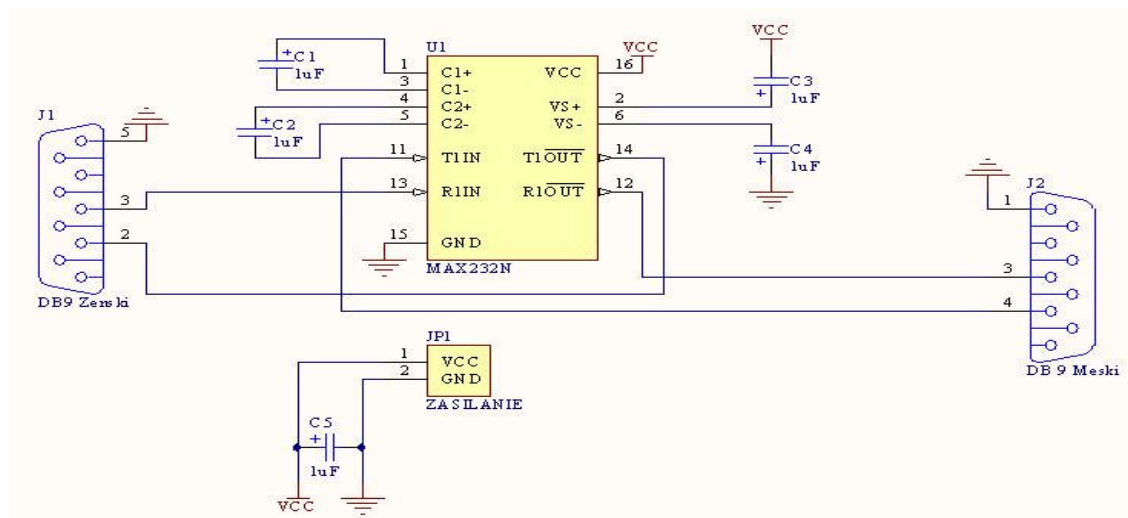 C1
1uF
1
3
4
5
C2
1uF
U1
C1+
C1-
C2+
C2-
T1IN
R1IN
GND
VCC
VS+
VS-
T1OUT
R1OUT
MAX232N
11
13
15
16
2
6
14
12
VCC
VCC
C3
1uF
C4
1uF
J1
5
3
2
DB9 Zenski
J2
1
3
4
DB 9 Meski
JP1
1
2
VCC
GND
ZASILANIE
C5
1uF
VCC
+
+
+
+
+